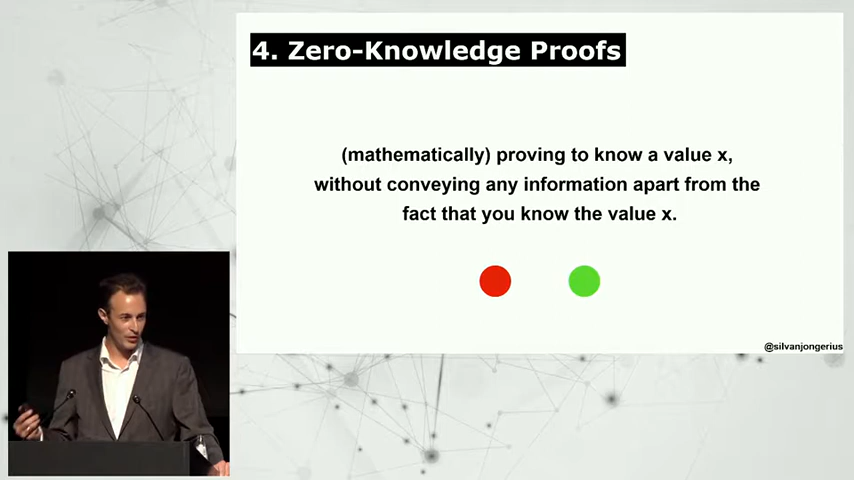 4. Zero-Knowledge Proofs
(mathematically) proving to know a value x,
without conveying any information apart from the
fact that you know the value x.
@silvanjongerius